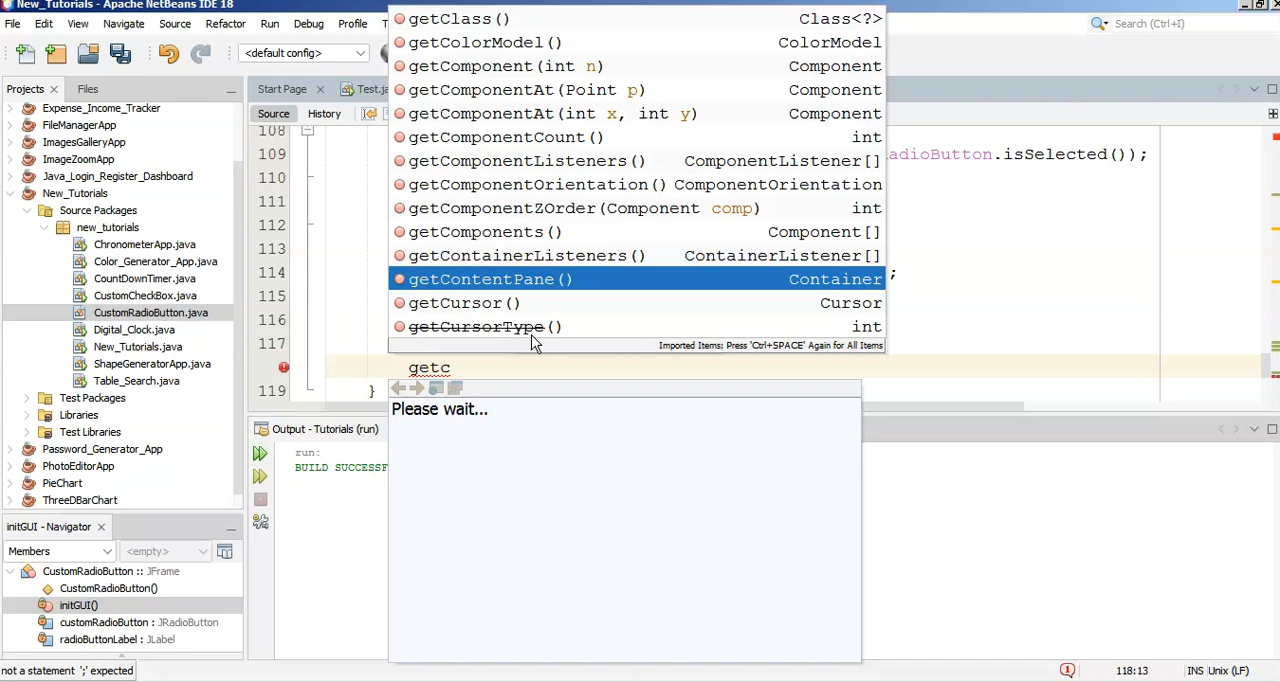 New_Tutorials - Apache NetBeans IDE 18
File Edit View Navigate Source Refactor Run Debug Profile
Search (Ctrl+I)
<default config>
Projects Files
Start Page Test.ja
Source History
Expense_Income_Tracker
FileManagerApp
ImagesGalleryApp
ImageZoomApp
Java_Login_Register_Dashboard
New_Tutorials
Source Packages
new_tutorials
ChronometerApp.java
Color_Generator_App.java
CountDownTimer.java
CustomCheckBox.java
CustomRadioButton.java
Digital_Clock.java
New_Tutorials.java
ShapeGeneratorApp.java
Table_Search.java
Test Packages
Libraries
Test Libraries
Password_Generator_App
PhotoEditorApp
PieChart
ThreeDBarChart
initGUI - Navigator
Members <empty>
CustomRadioButton :: JFrame
CustomRadioButton()
initGUI()
customRadioButton : JRadioButton
radioButtonLabel : JLabel
getClass() Class<?>
getColorModel() ColorModel
getComponent(int n) Component
getComponentAt(Point p) Component
getComponentAt(int x, int y) Component
getComponentCount() int
getComponentListeners() ComponentListener[]
getComponentOrientation() ComponentOrientation
getComponentZOrder(Component comp) int
getComponents() Component[]
getContainerListeners() ContainerListener[]
getContentPane() Container
getCursor() Cursor
getCursorType() int
Imported Items; Press 'Ctrl+SPACE' Again for All Items
108
109 adioButton.isSelected());
110
111
112
113
114 ;
115
116
117
getc
119 }
Please wait...
Output - Tutorials (run)
run:
BUILD SUCCESSF
not a statement ';' expected
118:13 INS Unix (LF)